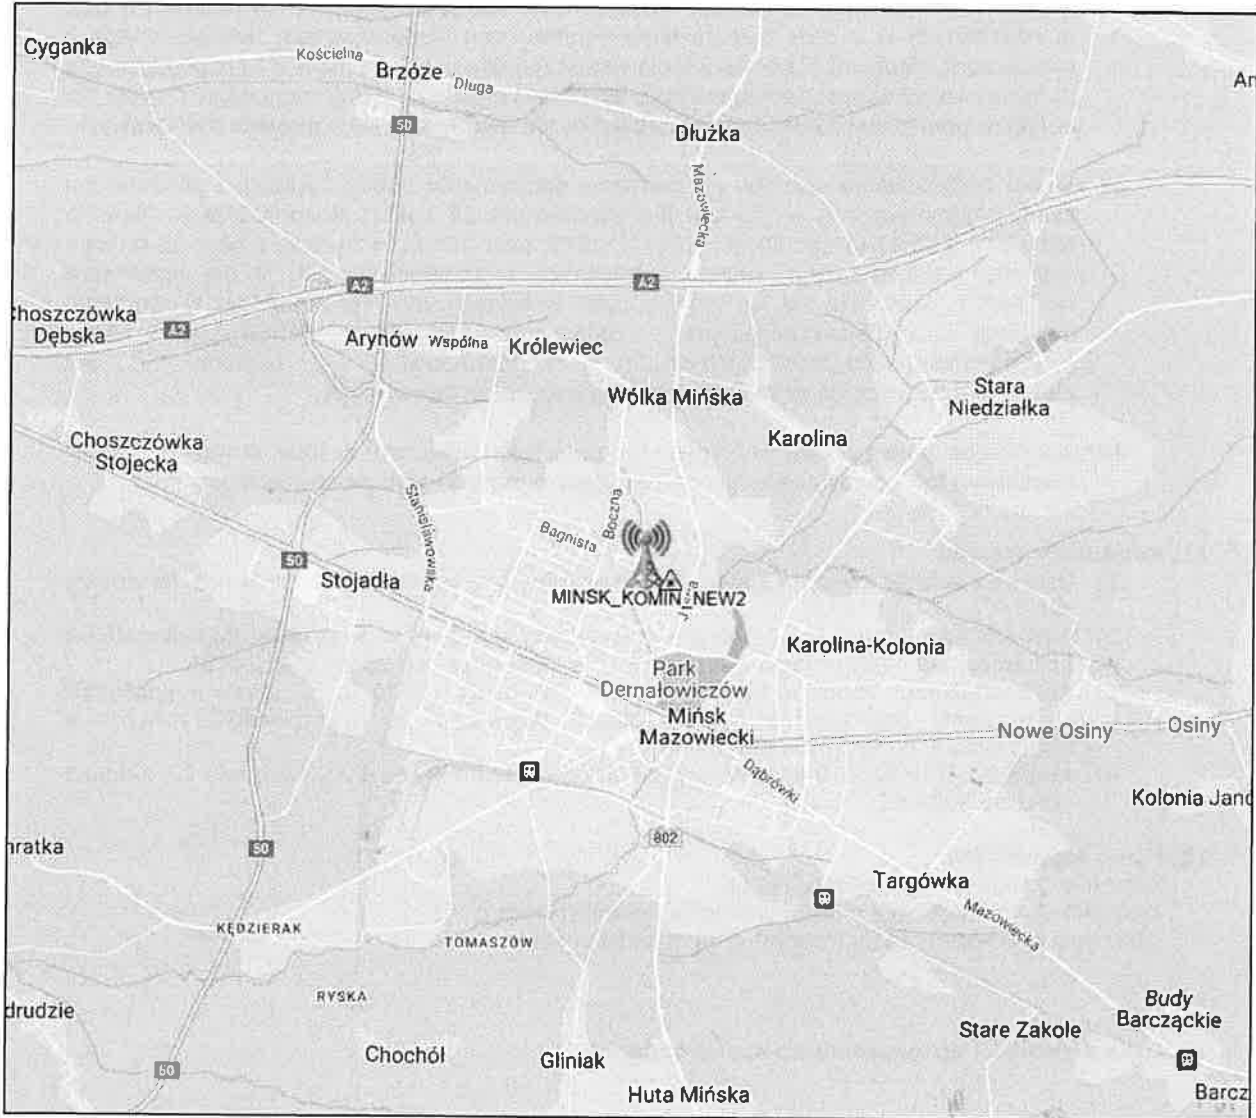 Cyganka
Kościelna
Brzóze
Długa
50
Dłużka
Mazowiecka
A2
A2
Choszczówka
Dębska
A2
Arynów
Wspólna
Królewiec
Wólka Mińska
Stara
Niedziałka
Karolina
Choszczówka
Stojecka
Stanisławowska
Boczna
Bagnista
50
Stojadła
MINSK_KOMIN_NEW2
Karolina-Kolonia
Park
Dernałowiczów
Mińsk
Mazowiecki
Nowe Osiny
Osiny
Dąbrówki
Kolonia Jan
802
50
hratka
Targówka
Mazowiecka
KĘDZIERAK
TOMASZÓW
RYSKA
drudzie
Budy
Barcząckie
Stare Zakole
Chochół
Gliniak
50
Huta Mińska
Barcz